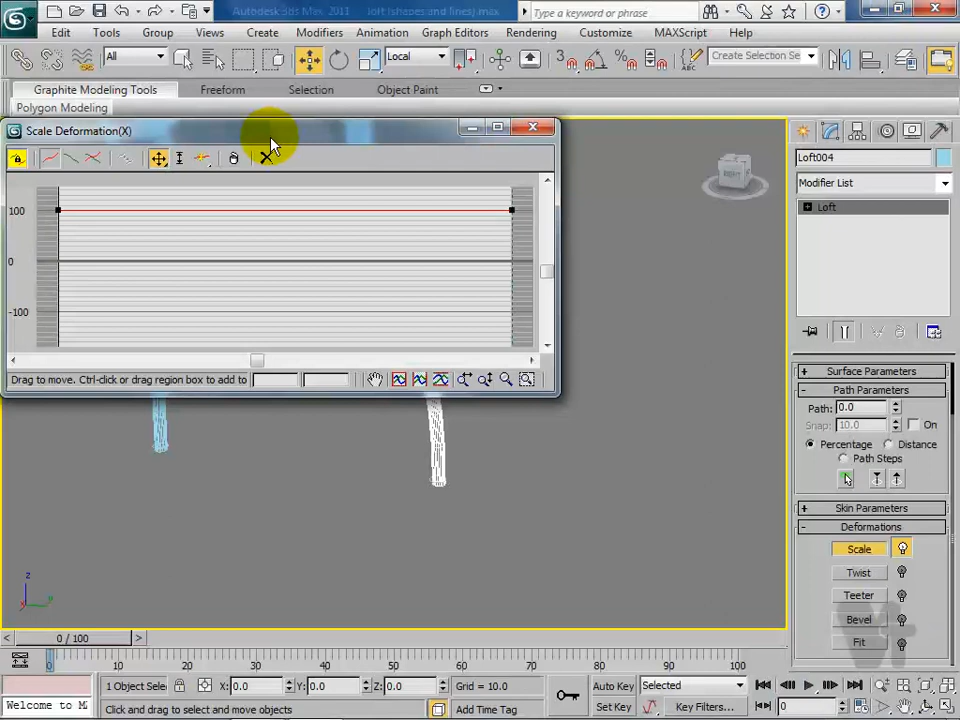 Autodesk 3ds Max 2011 loft (shapes and lines).max
Type a keyword or phrase
Edit Tools Group Views Create Modifiers Animation Graph Editors Rendering Customize MAXScript Help
All Local Create Selection Se
Graphite Modeling Tools Freeform Selection Object Paint
Polygon Modeling
Scale Deformation(X)
100
0
-100
Drag to move. Ctrl-click or drag region box to add to
RIGHT
Loft004
Modifier List
Loft
Surface Parameters
Path Parameters
Path: 0.0
Snap: 10.0 On
Percentage Distance
Path Steps
Skin Parameters
Deformations
Scale
Twist
Teeter
Bevel
Fit
z
x y
0 / 100
0 10 20 30 40 50 60 70 80 90 100
1 Object Sele X: 0.0 Y: 0.0 Z: 0.0 Grid = 10.0 Auto Key Selected
Welcome to M Click and drag to select and move objects Add Time Tag Set Key Key Filters... 0